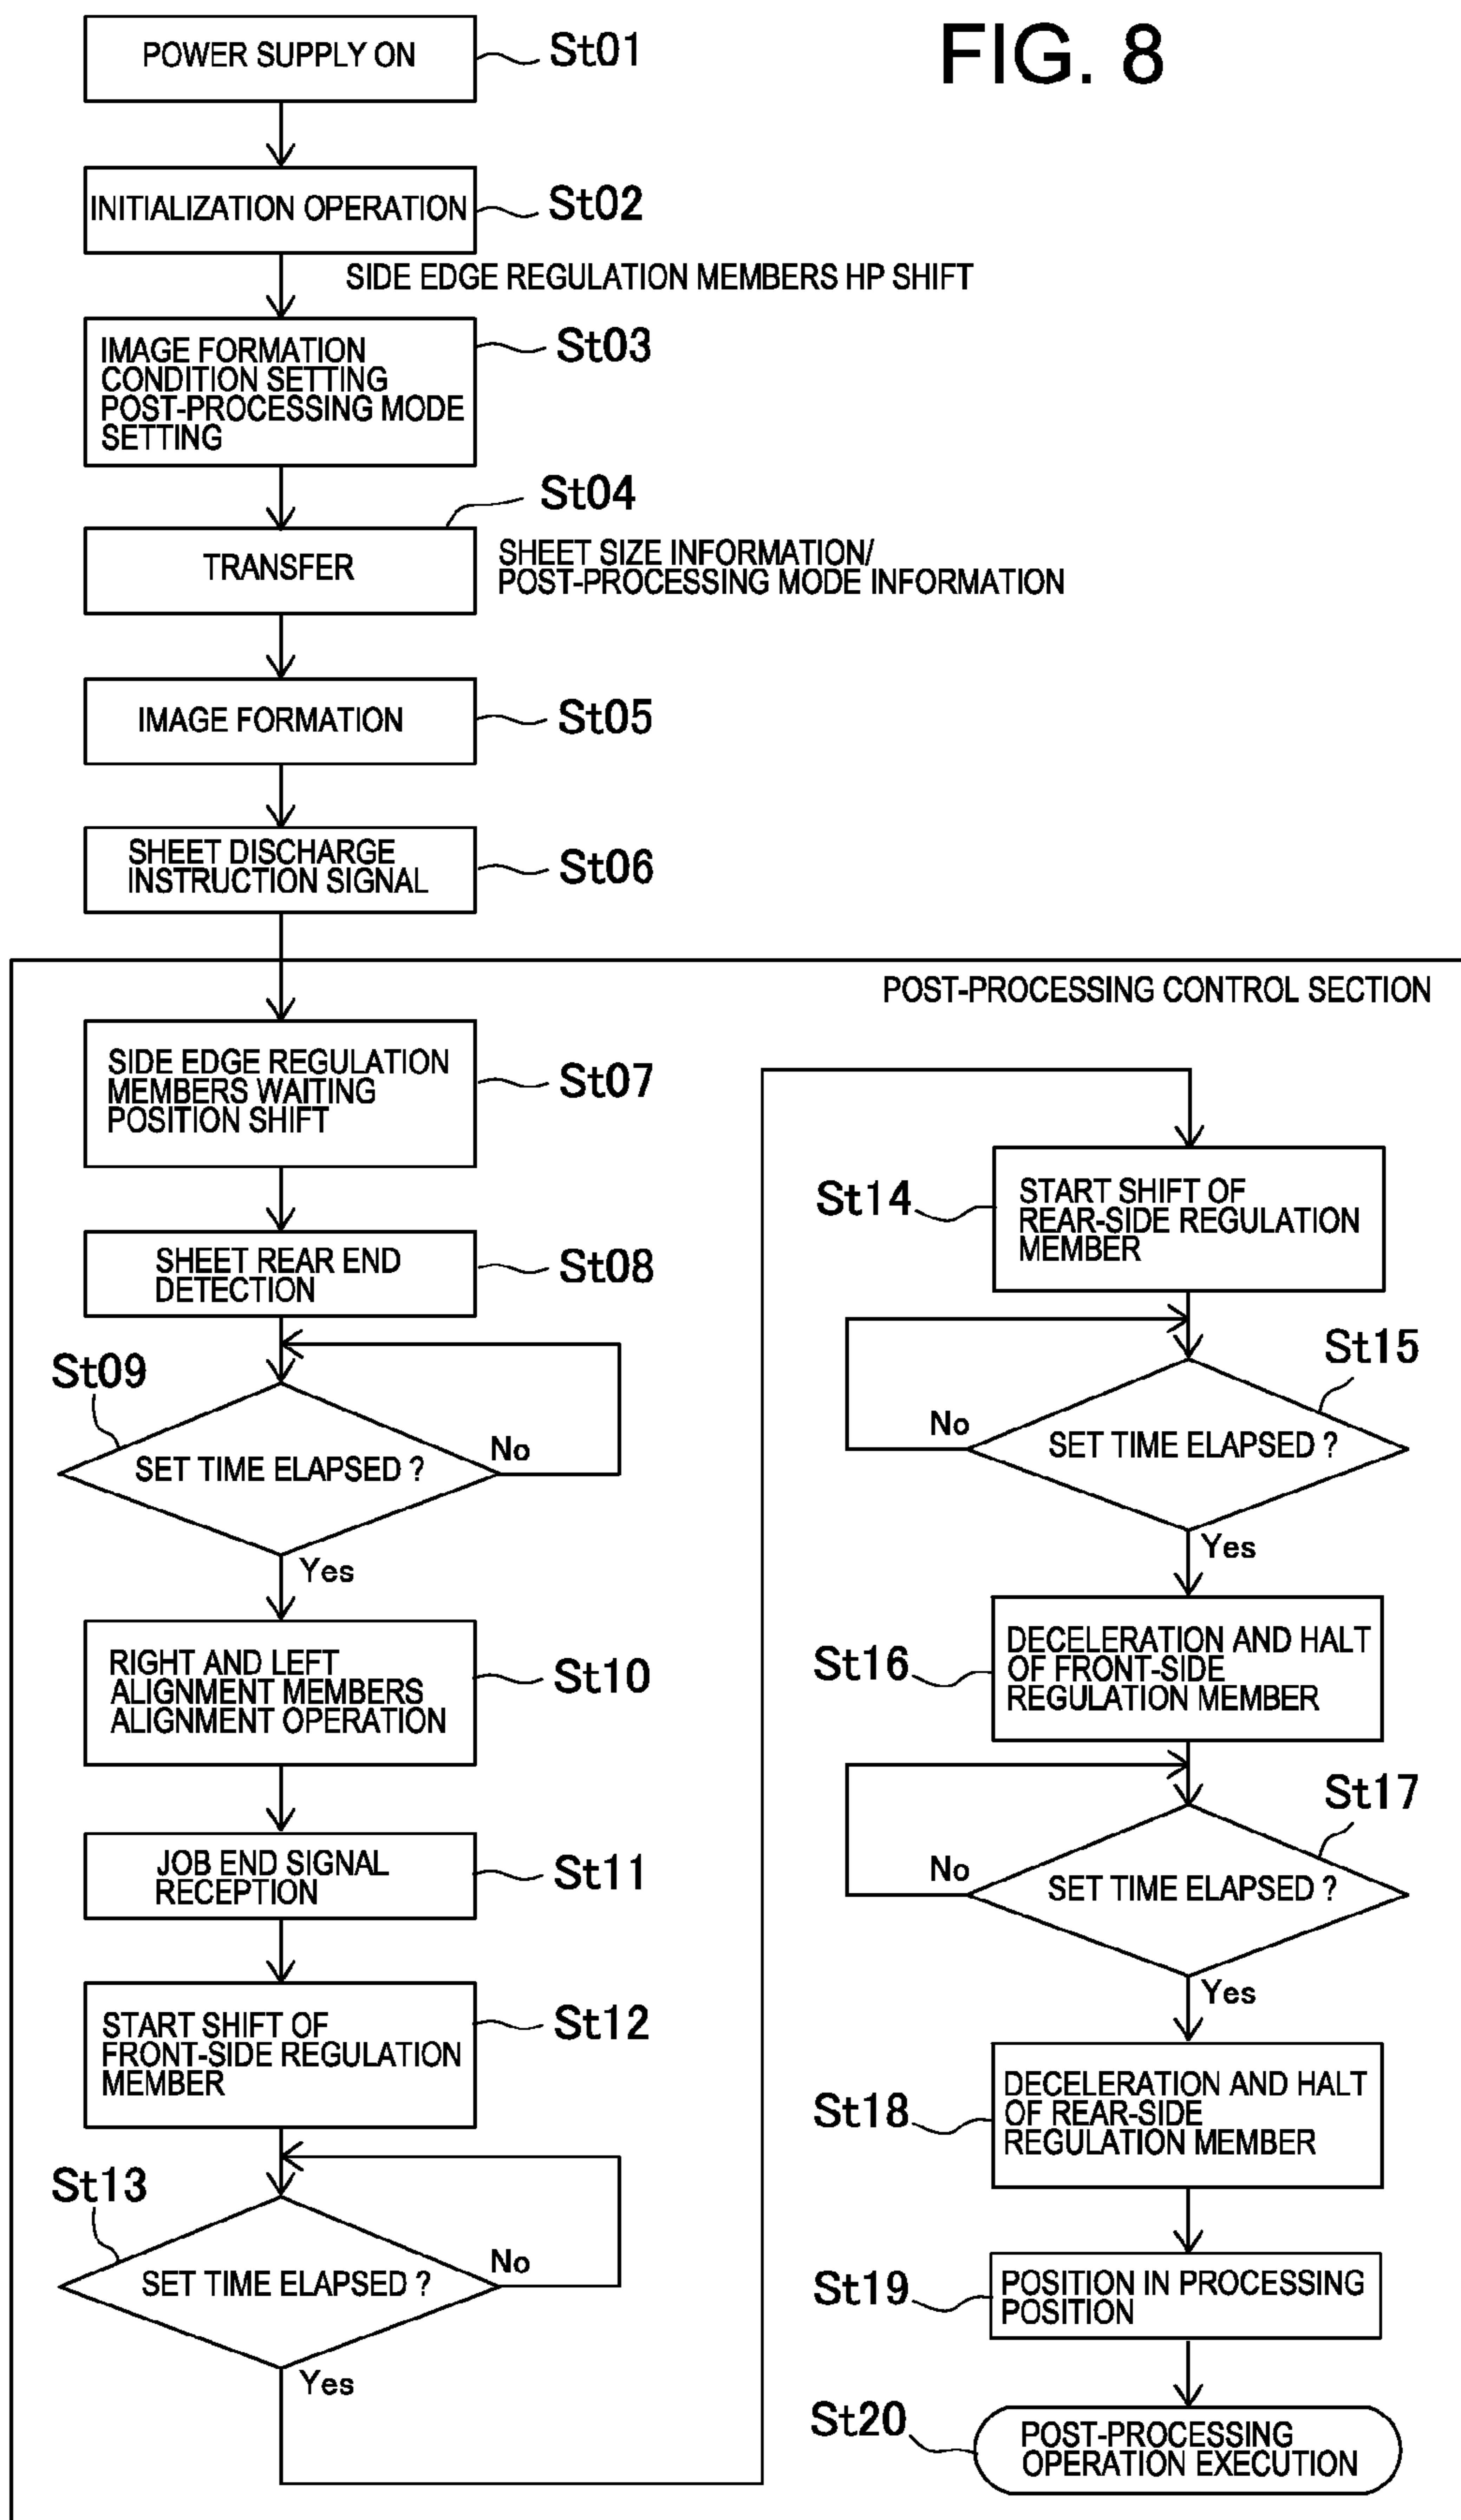 FIG. 8
POWER SUPPLY ON
St01
INITIALIZATION OPERATION
St02
SIDE EDGE REGULATION MEMBERS HP SHIFT
IMAGE FORMATION
CONDITION SETTING
POST-PROCESSING MODE
SETTING
St03
St04
TRANSFER
SHEET SIZE INFORMATION/
POST-PROCESSING MODE INFORMATION
IMAGE FORMATION
St05
SHEET DISCHARGE
INSTRUCTION SIGNAL
St06
POST-PROCESSING CONTROL SECTION
SIDE EDGE REGULATION
MEMBERS WAITING
POSITION SHIFT
St07
SHEET REAR END
DETECTION
St08
St09
SET TIME ELAPSED ?
No
Yes
RIGHT AND LEFT
ALIGNMENT MEMBERS
ALIGNMENT OPERATION
St10
JOB END SIGNAL
RECEPTION
St11
START SHIFT OF
FRONT-SIDE REGULATION
MEMBER
St12
St13
SET TIME ELAPSED ?
No
Yes
St14
START SHIFT OF
REAR-SIDE REGULATION
MEMBER
St15
No
SET TIME ELAPSED ?
Yes
St16
DECELERATION AND HALT
OF FRONT-SIDE
REGULATION MEMBER
St17
No
SET TIME ELAPSED ?
Yes
St18
DECELERATION AND HALT
OF REAR-SIDE
REGULATION MEMBER
St19
POSITION IN PROCESSING
POSITION
St20
POST-PROCESSING
OPERATION EXECUTION